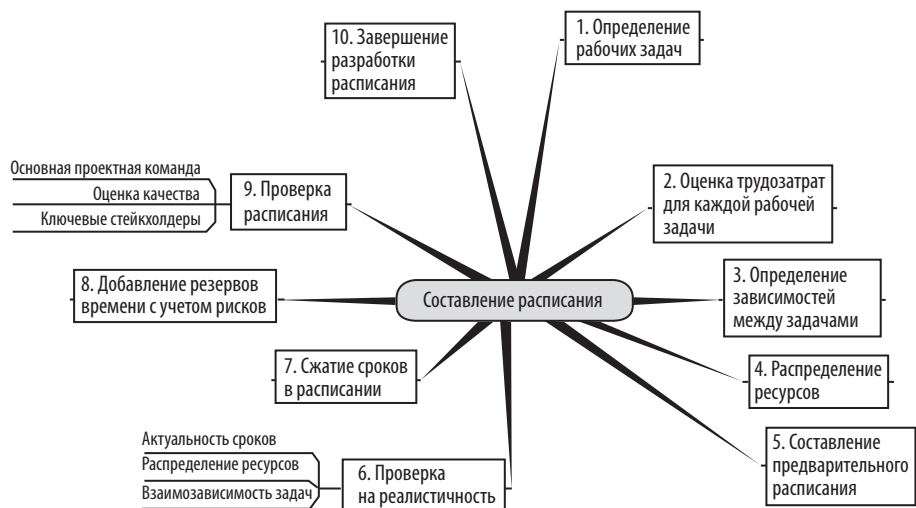 1. Определение
рабочих задач
2. Оценка трудозатрат
для каждой рабочей
задачи
3. Определение
зависимостей
между задачами
4. Распределение
ресурсов
5. Составление
предварительного
расписания
6. Проверка
на реалистичность
Актуальность сроков
Распределение ресурсов
Взаимозависимость задач
7. Сжатие сроков
в расписании
8. Добавление резервов
времени с учетом рисков
9. Проверка
расписания
Основная проектная команда
Оценка качества
Ключевые стейкхолдеры
10. Завершение
разработки
расписания
Составление расписания